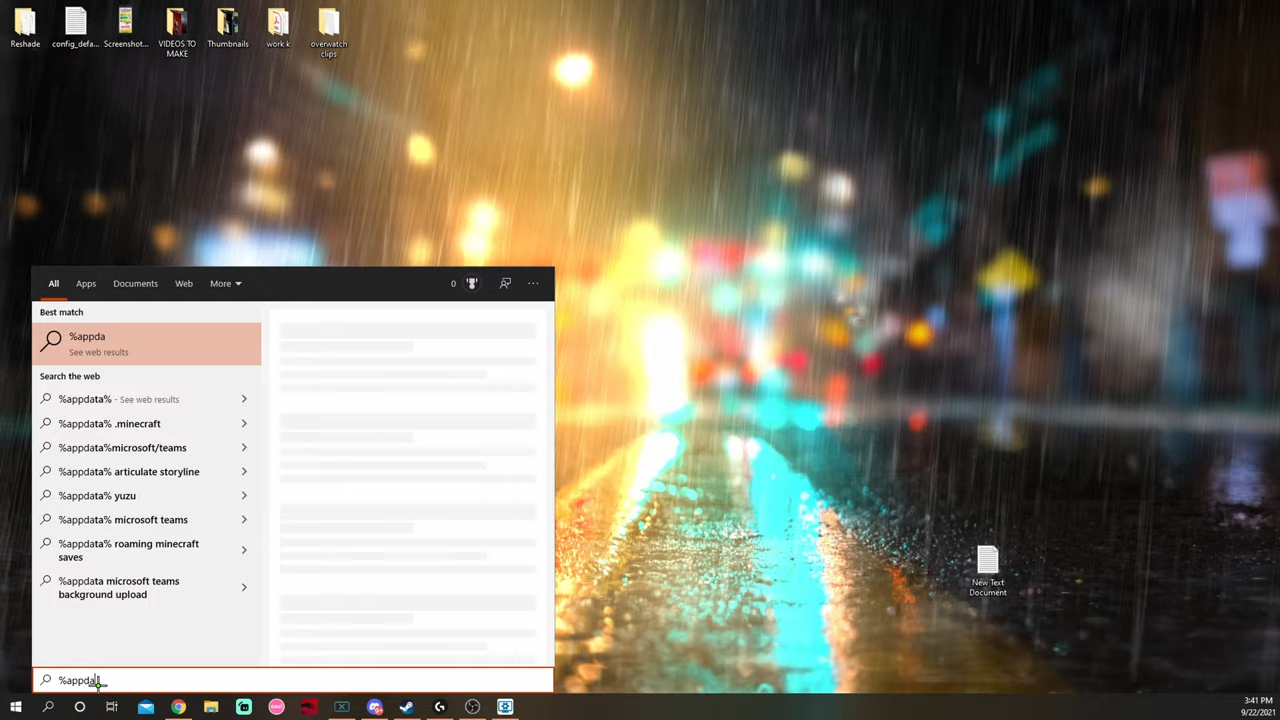 Reshade
config_defa...
Screenshot...
VIDEOS TO
MAKE
Thumbnails
work k
overwatch
clips
All
Apps
Documents
Web
More
0
Best match
%appda
See web results
Search the web
%appdata% - See web results
%appdata% .minecraft
%appdata%microsoft/teams
%appdata% articulate storyline
%appdata% yuzu
%appdata% microsoft teams
%appdata% roaming minecraft
saves
%appdata microsoft teams
background upload
New Text
Document
%appda
3:41 PM
9/22/2021